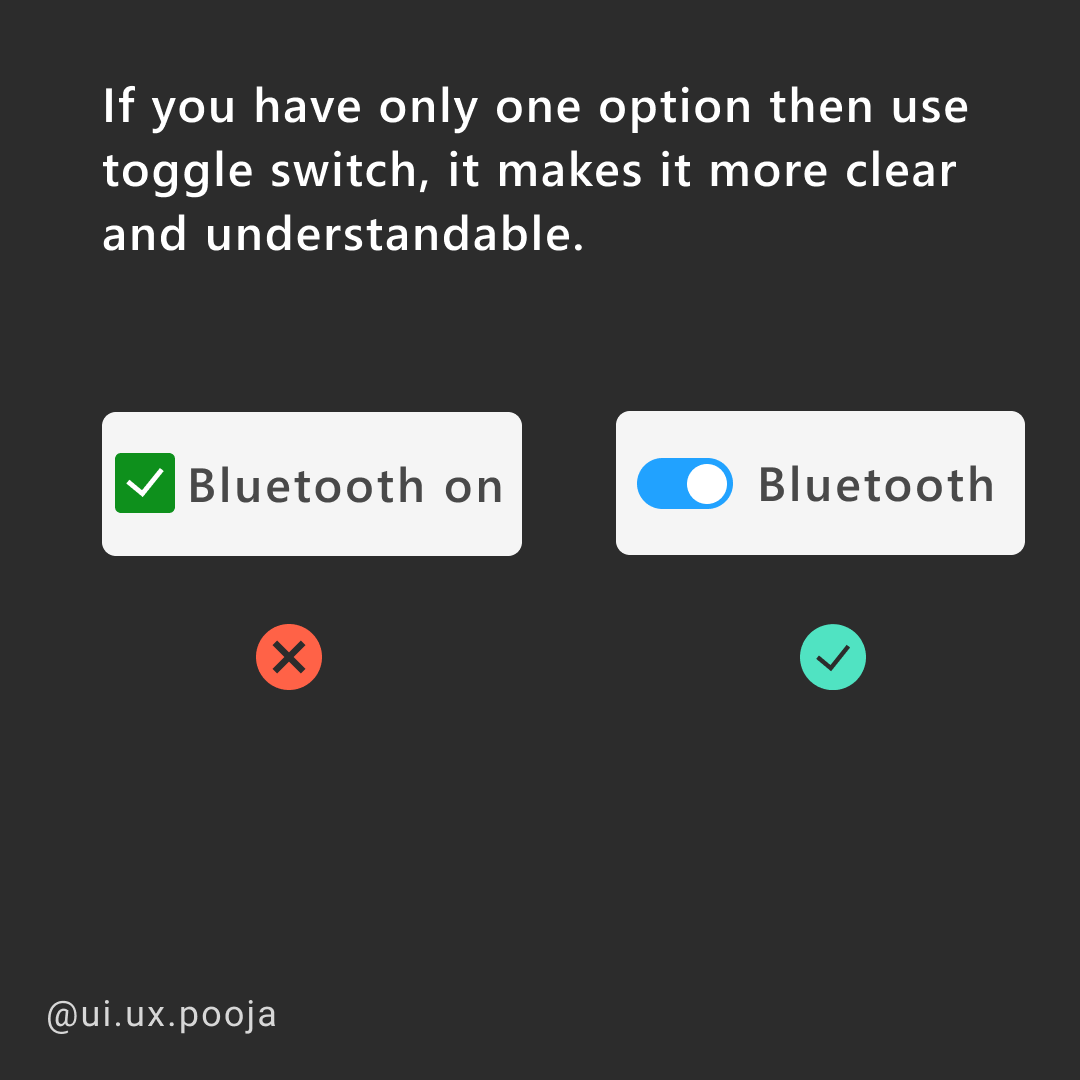 If you have only one option then use
toggle switch, it makes it more clear
and understandable.
Bluetooth on
Bluetooth
@ui.ux.pooja